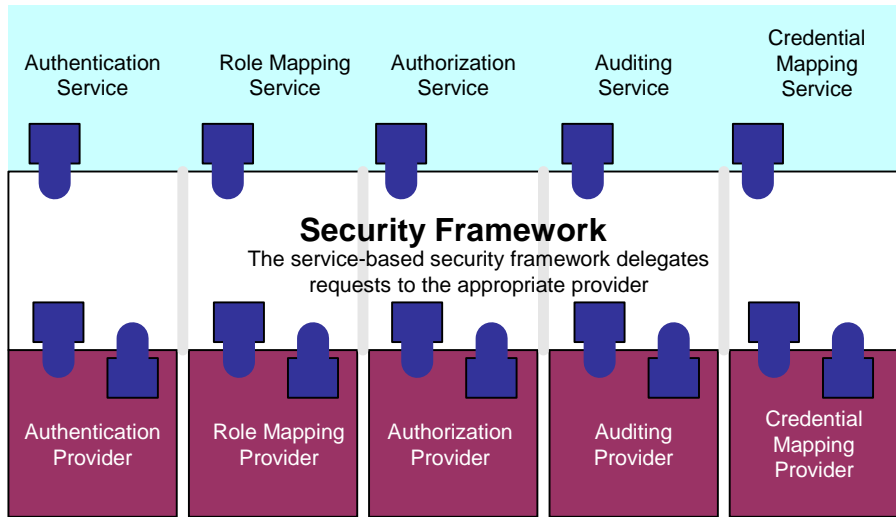 Authentication
Service
Role Mapping
Service
Authorization
Service
Auditing
Service
Credential
Mapping
Service
Security Framework
The service-based security framework delegates
requests to the appropriate provider
Authentication
Provider
Role Mapping
Provider
Authorization
Provider
Auditing
Provider
Credential
Mapping
Provider